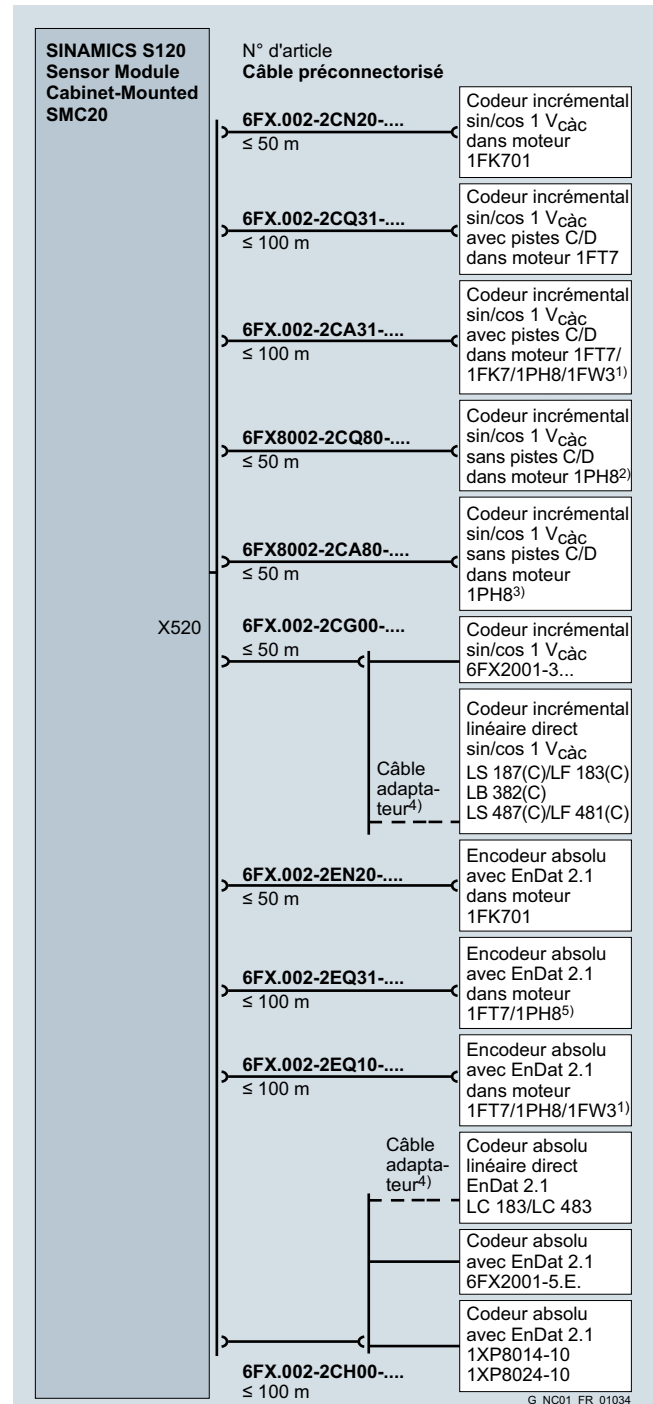 SINAMICS S120
Sensor Module
Cabinet-Mounted
SMC20
N° d'article
Câble préconnectorisé
6FX.002-2CN20-....
≤ 50 m
Codeur incrémental
sin/cos 1 Vcàc
dans moteur
1FK701
6FX.002-2CQ31-....
≤ 100 m
Codeur incrémental
sin/cos 1 Vcàc
avec pistes C/D
dans moteur 1FT7
6FX.002-2CA31-....
≤ 100 m
Codeur incrémental
sin/cos 1 Vcàc
avec pistes C/D
dans moteur 1FT7/
1FK7/1PH8/1FW3¹⁾
6FX8002-2CQ80-....
≤ 50 m
Codeur incrémental
sin/cos 1 Vcàc
sans pistes C/D
dans moteur 1PH8²⁾
6FX8002-2CA80-....
≤ 50 m
Codeur incrémental
sin/cos 1 Vcàc
sans pistes C/D
dans moteur
1PH8³⁾
X520
6FX.002-2CG00-....
≤ 50 m
Codeur incrémental
sin/cos 1 Vcàc
6FX2001-3...
Câble
adapta-
teur⁴⁾
Codeur incrémental
linéaire direct
sin/cos 1 Vcàc
LS 187(C)/LF 183(C)
LB 382(C)
LS 487(C)/LF 481(C)
6FX.002-2EN20-....
≤ 50 m
Encodeur absolu
avec EnDat 2.1
dans moteur
1FK701
6FX.002-2EQ31-....
≤ 100 m
Encodeur absolu
avec EnDat 2.1
dans moteur
1FT7/1PH8⁵⁾
6FX.002-2EQ10-....
≤ 100 m
Encodeur absolu
avec EnDat 2.1
dans moteur
1FT7/1PH8/1FW3¹⁾
Câble
adapta-
teur⁴⁾
Codeur absolu
linéaire direct
EnDat 2.1
LC 183/LC 483
Codeur absolu
avec EnDat 2.1
6FX2001-5.E.
Codeur absolu
avec EnDat 2.1
1XP8014-10
1XP8024-10
6FX.002-2CH00-....
≤ 100 m
G_NC01_FR_01034